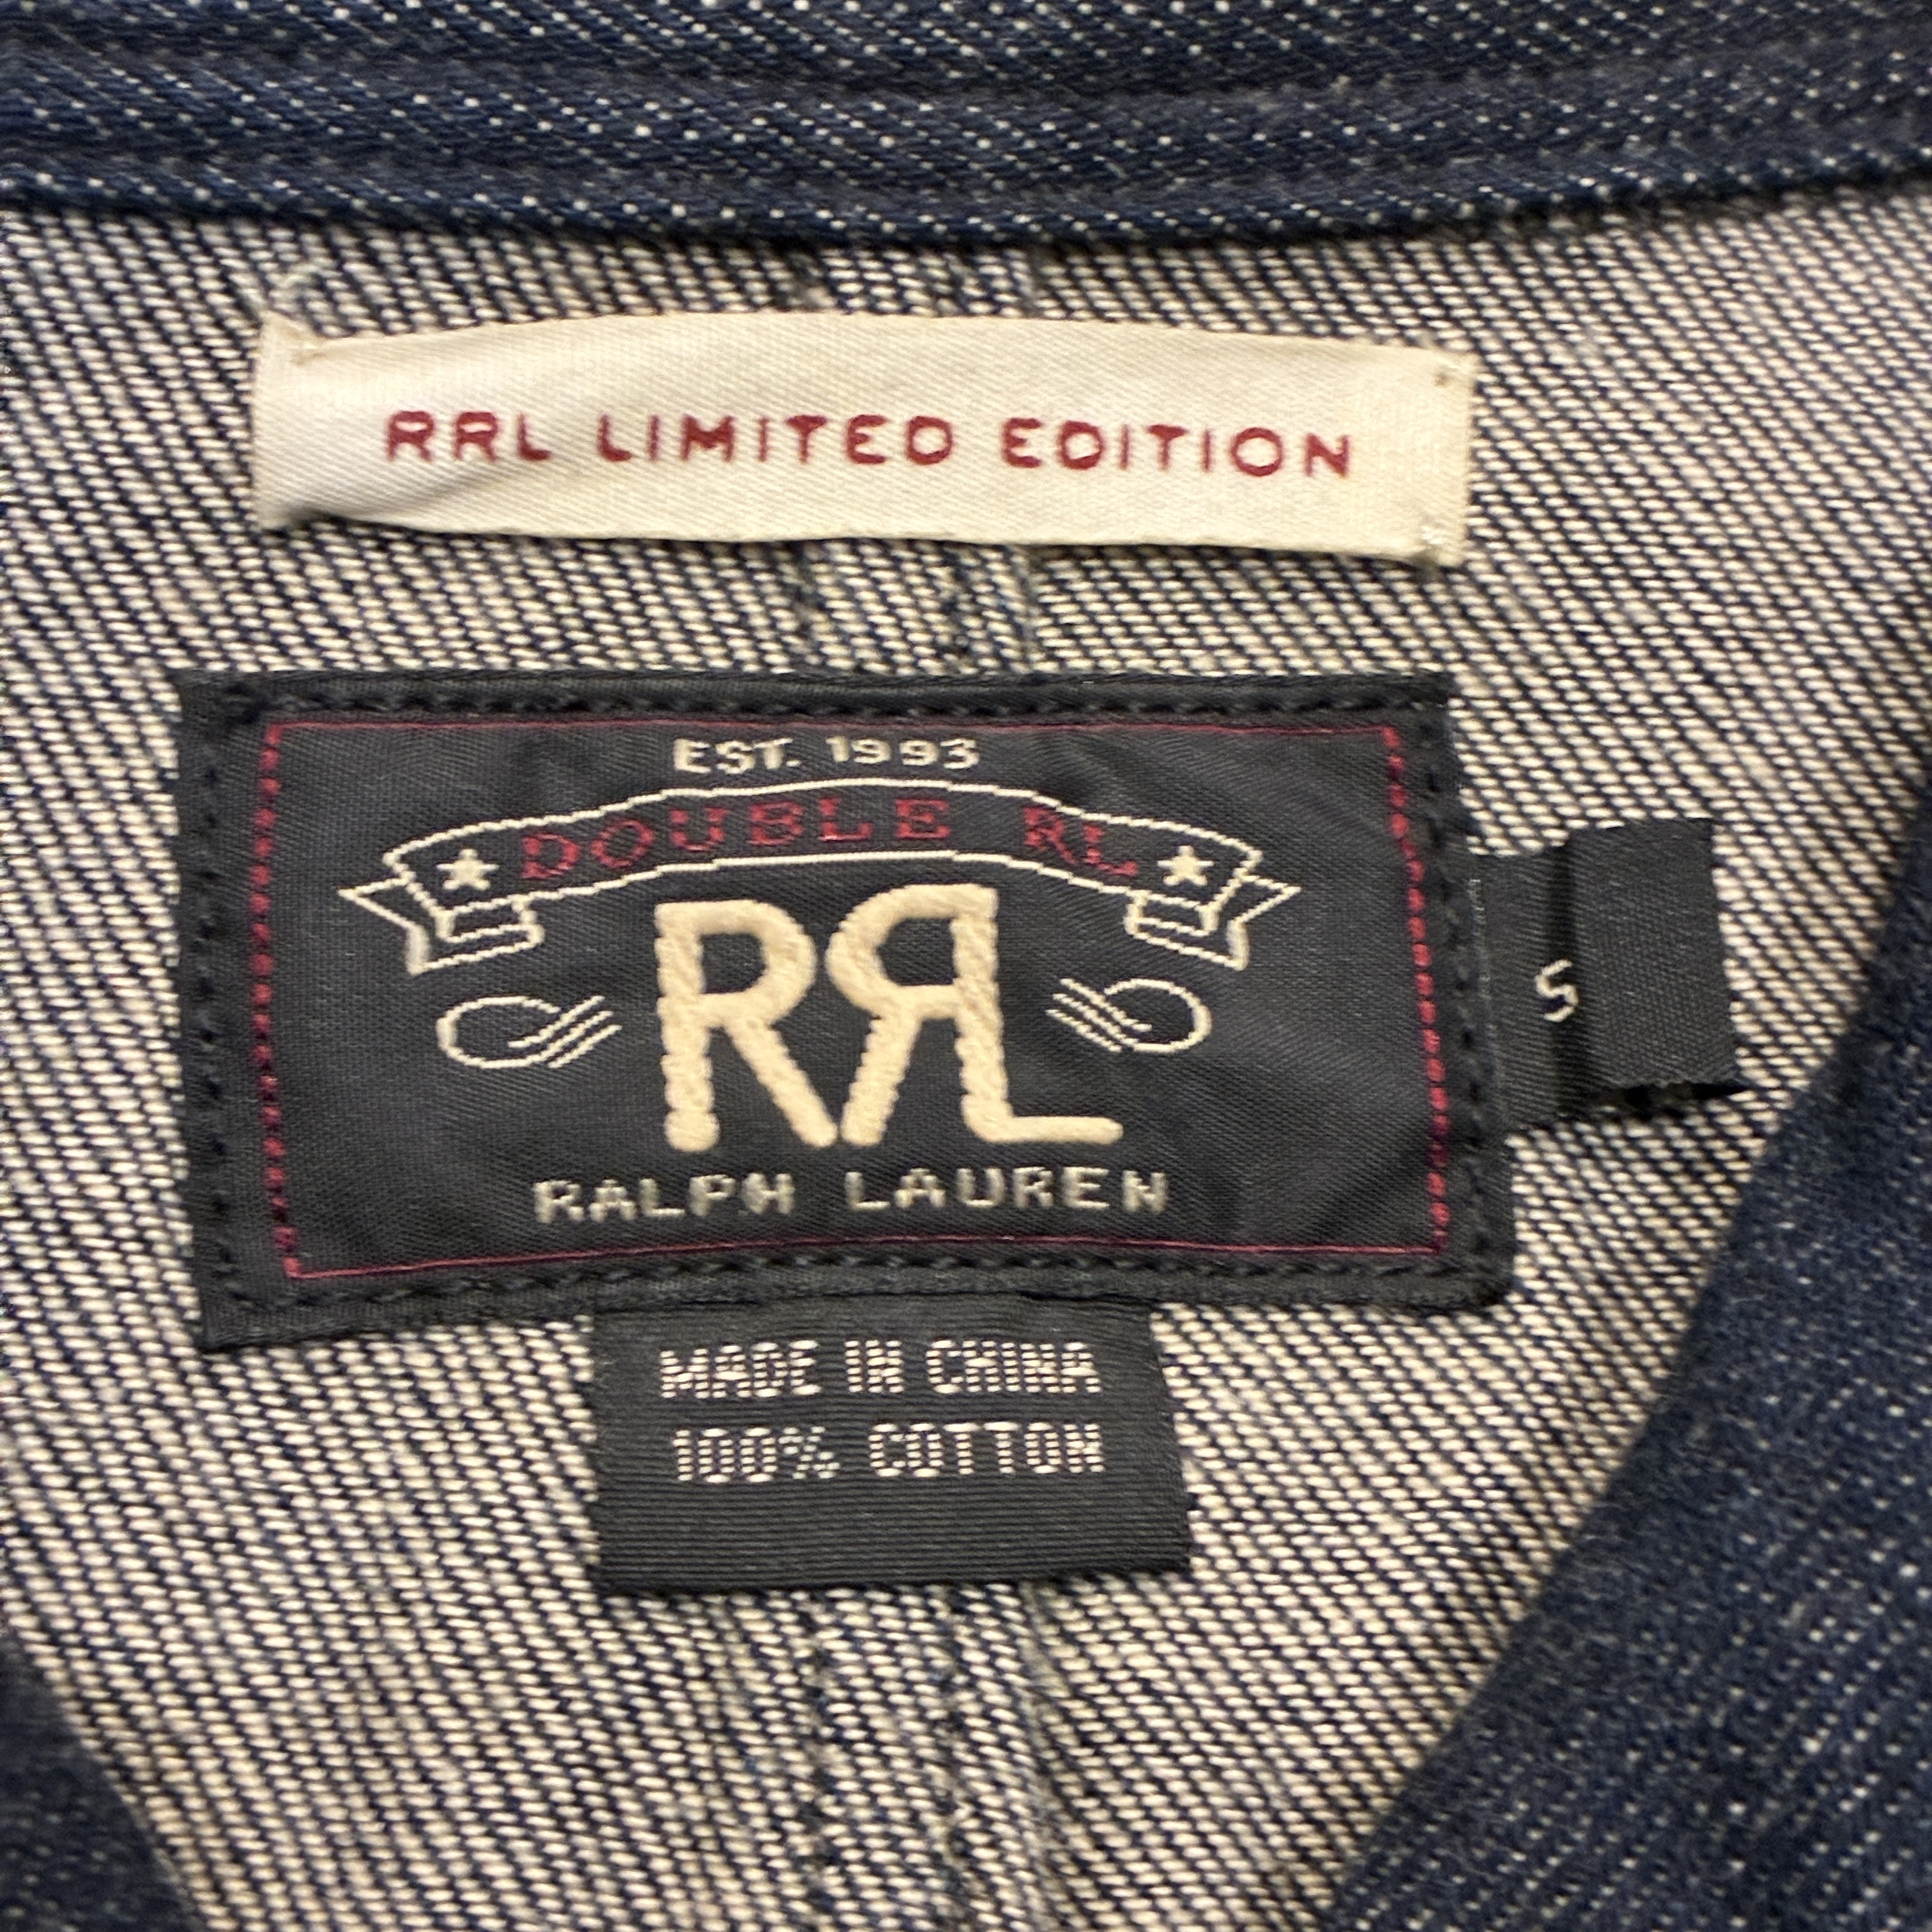 RRL LIMITED EDITION
EST. 1993
DOUBLE RL
RRL
RALPH LAUREN
S
MADE IN CHINA
100% COTTON